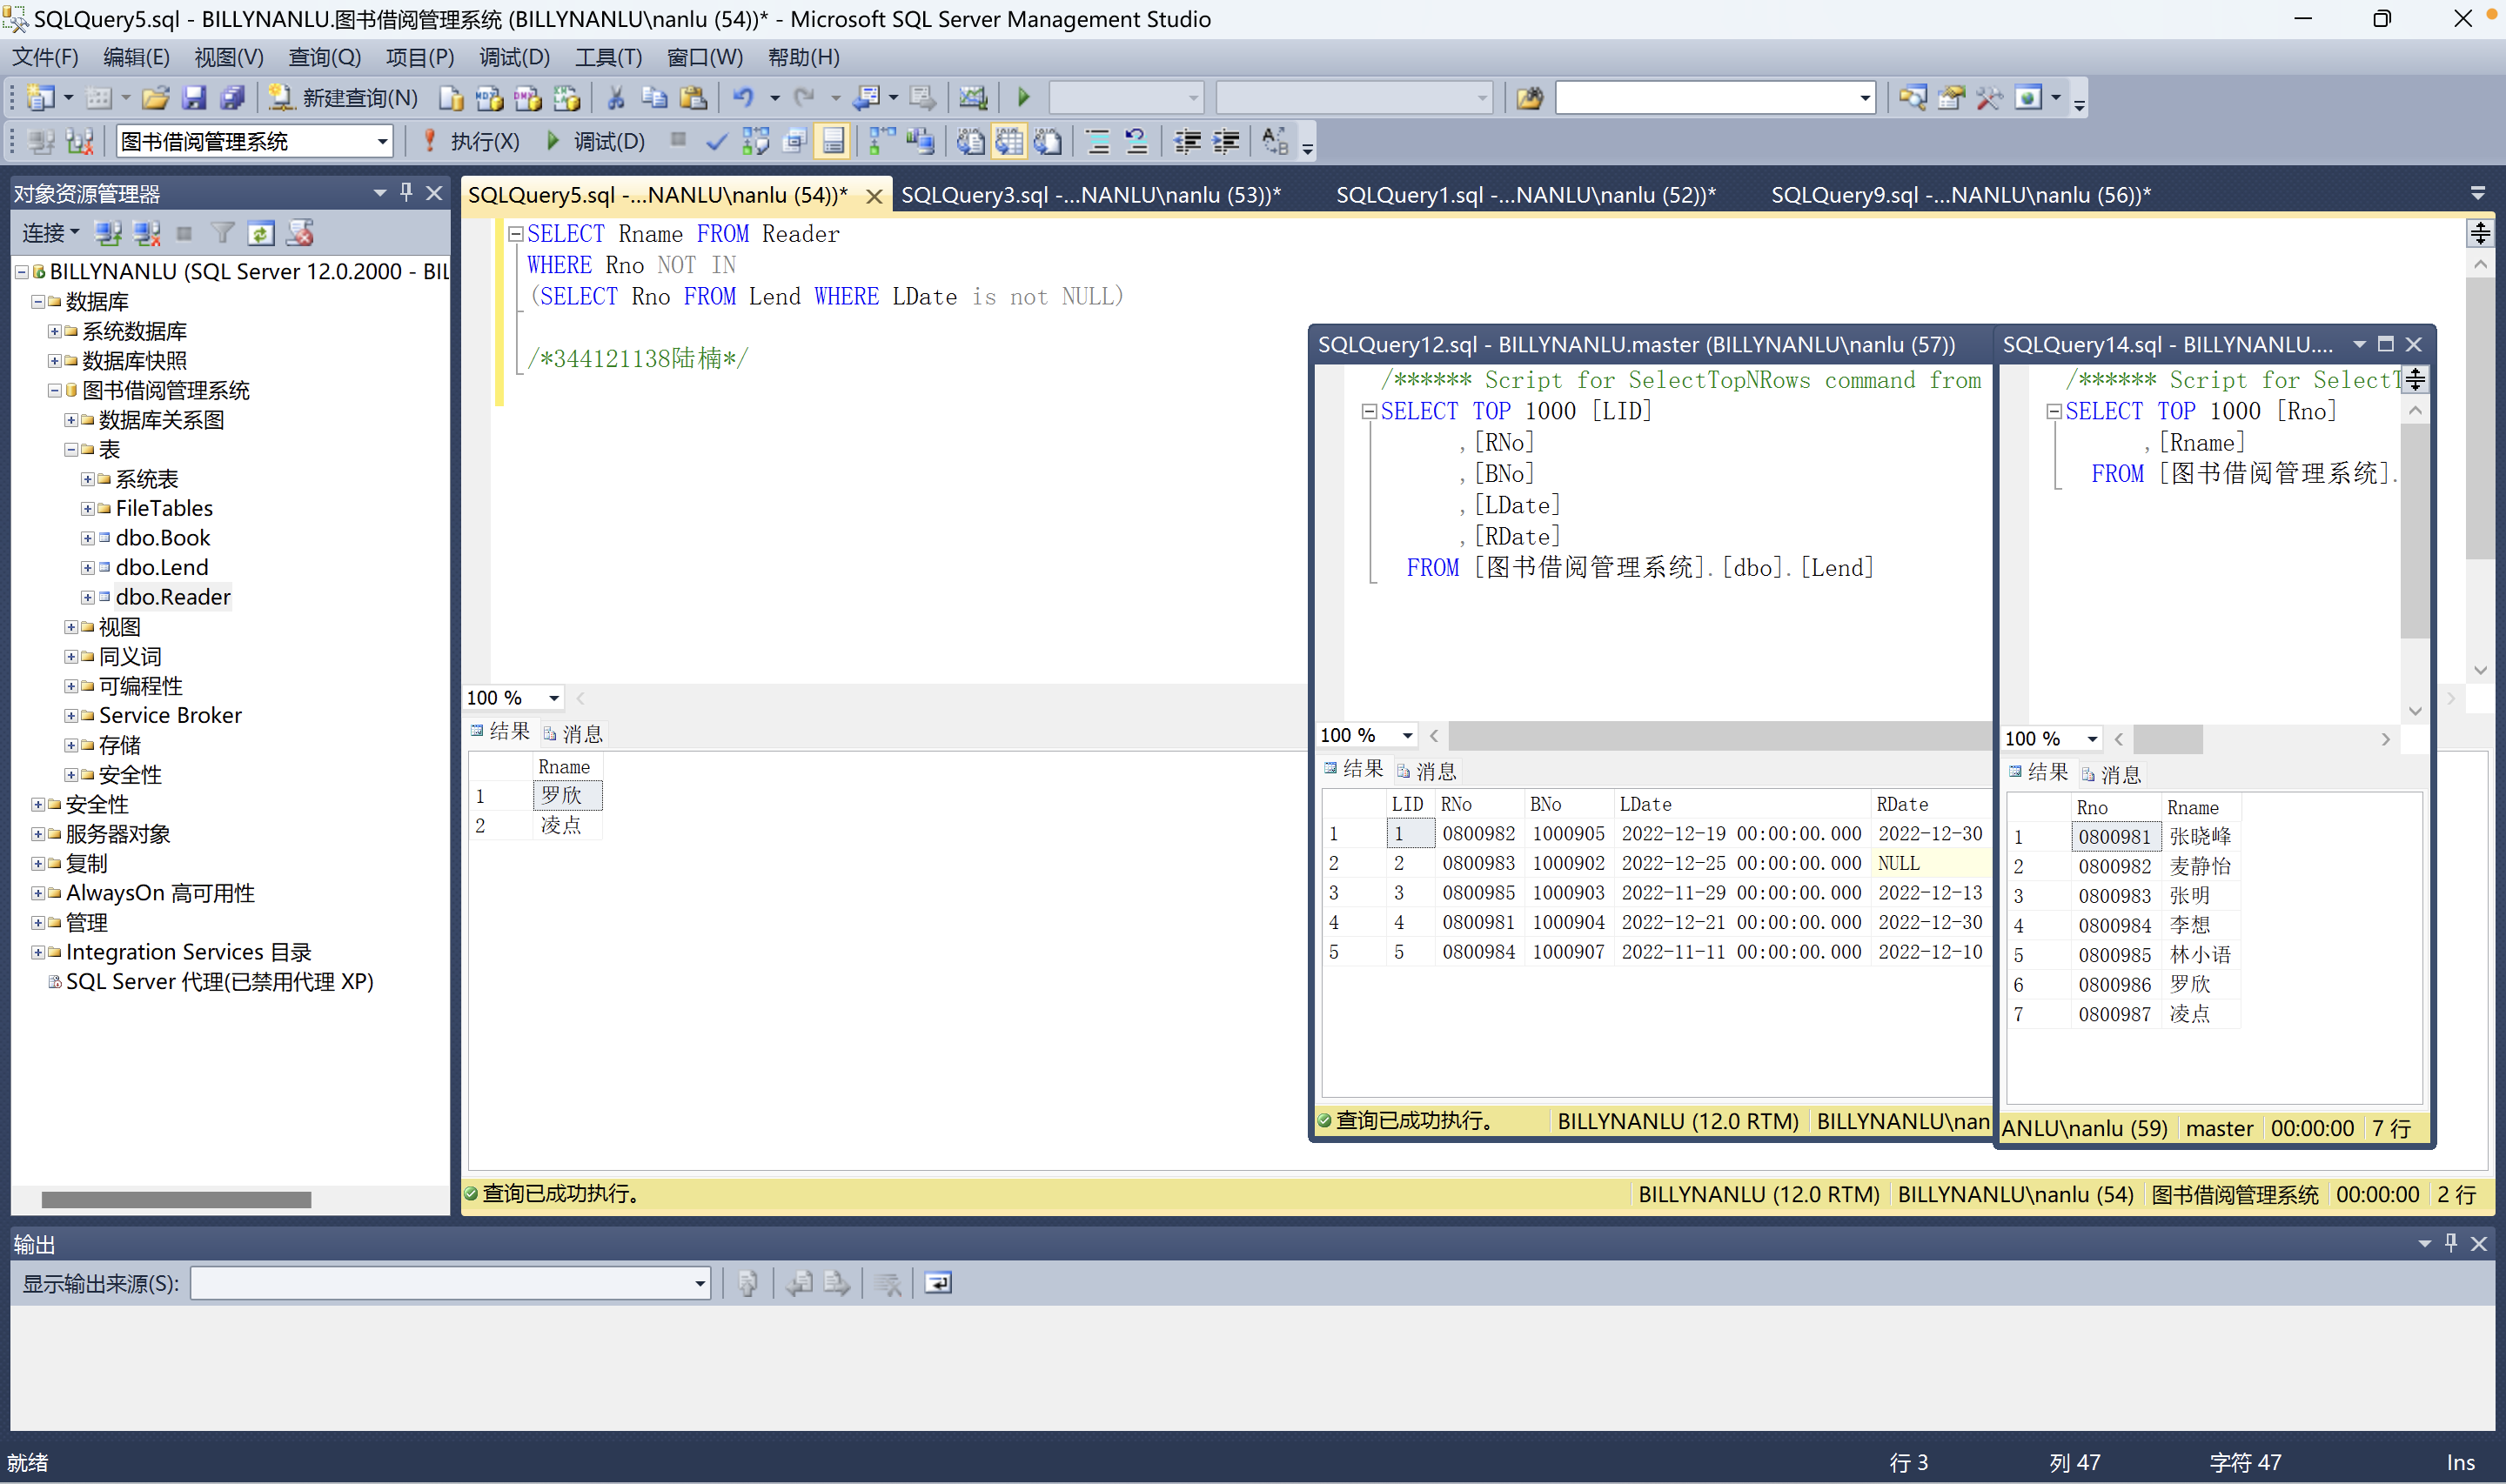 SQLQuery5.sql - BILLYNANLU.图书借阅管理系统 (BILLYNANLU\nanlu (54))* - Microsoft SQL Server Management Studio
文件(F) 编辑(E) 视图(V) 查询(Q) 项目(P) 调试(D) 工具(T) 窗口(W) 帮助(H)
新建查询(N)
图书借阅管理系统 执行(X) 调试(D)
对象资源管理器
连接
BILLYNANLU (SQL Server 12.0.2000 - BIL
数据库
系统数据库
数据库快照
图书借阅管理系统
数据库关系图
表
系统表
FileTables
dbo.Book
dbo.Lend
dbo.Reader
视图
同义词
可编程性
Service Broker
存储
安全性
安全性
服务器对象
复制
AlwaysOn 高可用性
管理
Integration Services 目录
SQL Server 代理(已禁用代理 XP)
SQLQuery5.sql -...NANLU\nanlu (54))* SQLQuery3.sql -...NANLU\nanlu (53))* SQLQuery1.sql -...NANLU\nanlu (52))* SQLQuery9.sql -...NANLU\nanlu (56))*
SELECT Rname FROM Reader
WHERE Rno NOT IN
(SELECT Rno FROM Lend WHERE LDate is not NULL)
/*344121138陆楠*/
100 %
结果 消息
Rname
1 罗欣
2 凌点
SQLQuery12.sql - BILLYNANLU.master (BILLYNANLU\nanlu (57))
/****** Script for SelectTopNRows command from
SELECT TOP 1000 [LID]
,[RNo]
,[BNo]
,[LDate]
,[RDate]
FROM [图书借阅管理系统].[dbo].[Lend]
100 %
结果 消息
LID RNo BNo LDate RDate
1 1 0800982 1000905 2022-12-19 00:00:00.000 2022-12-30
2 2 0800983 1000902 2022-12-25 00:00:00.000 NULL
3 3 0800985 1000903 2022-11-29 00:00:00.000 2022-12-13
4 4 0800981 1000904 2022-12-21 00:00:00.000 2022-12-30
5 5 0800984 1000907 2022-11-11 00:00:00.000 2022-12-10
查询已成功执行。 BILLYNANLU (12.0 RTM) BILLYNANLU\nan
SQLQuery14.sql - BILLYNANLU....
/****** Script for SelectT
SELECT TOP 1000 [Rno]
,[Rname]
FROM [图书借阅管理系统].
100 %
结果 消息
Rno Rname
1 0800981 张晓峰
2 0800982 麦静怡
3 0800983 张明
4 0800984 李想
5 0800985 林小语
6 0800986 罗欣
7 0800987 凌点
ANLU\nanlu (59) master 00:00:00 7 行
查询已成功执行。 BILLYNANLU (12.0 RTM) BILLYNANLU\nanlu (54) 图书借阅管理系统 00:00:00 2 行
输出
显示输出来源(S):
就绪 行 3 列 47 字符 47 Ins